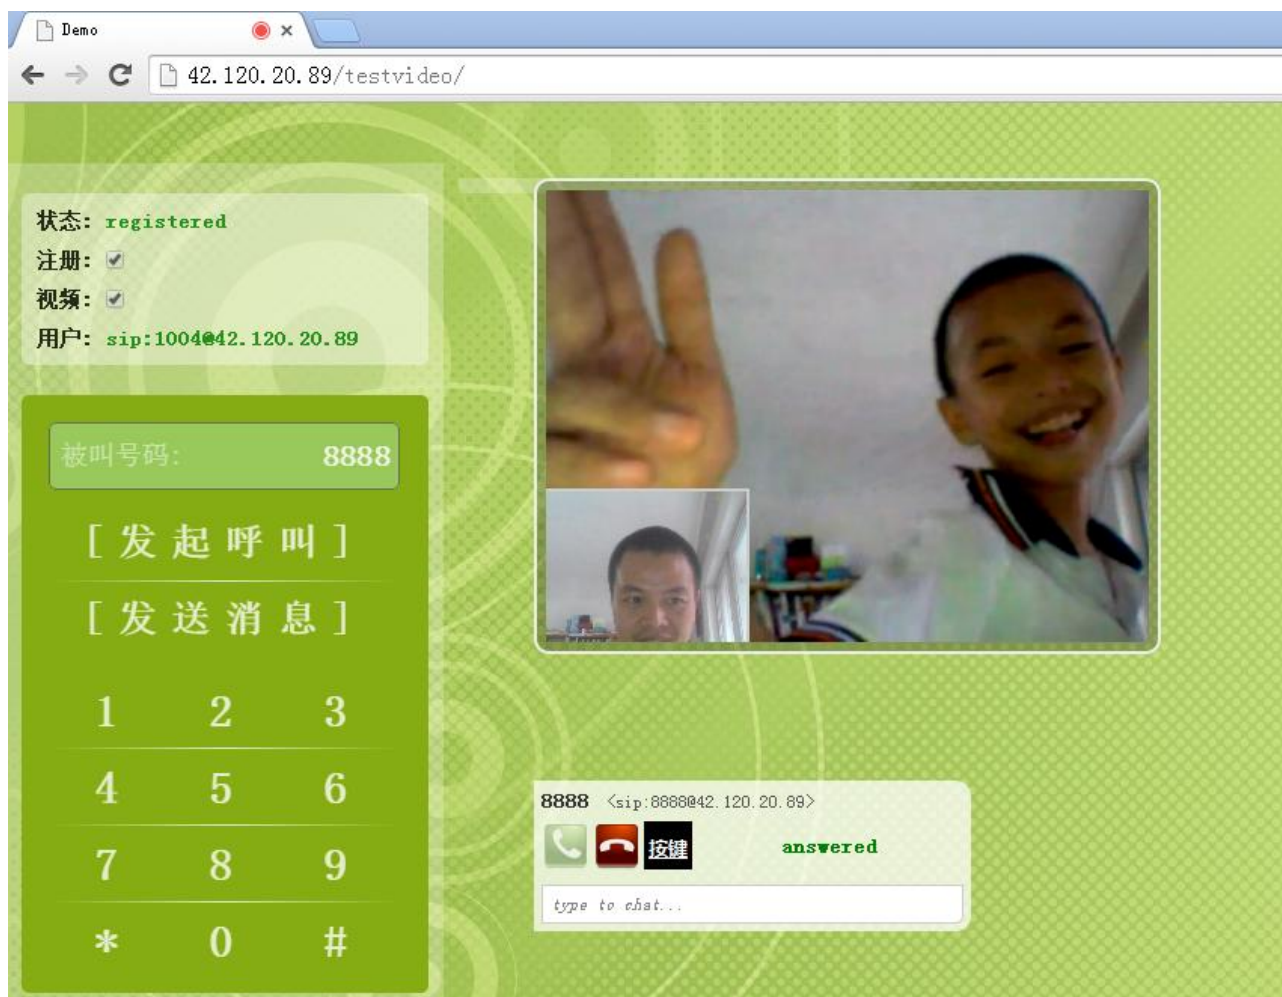 Demo
42.120.20.89/testvideo/
状态: registered
注册:
视频:
用户: sip:1004@42.120.20.89
被叫号码: 8888
[ 发 起 呼 叫 ]
[ 发 送 消 息 ]
1 2 3
4 5 6
7 8 9
* 0 #
8888 <sip:8888@42.120.20.89>
按键 answered
type to chat...